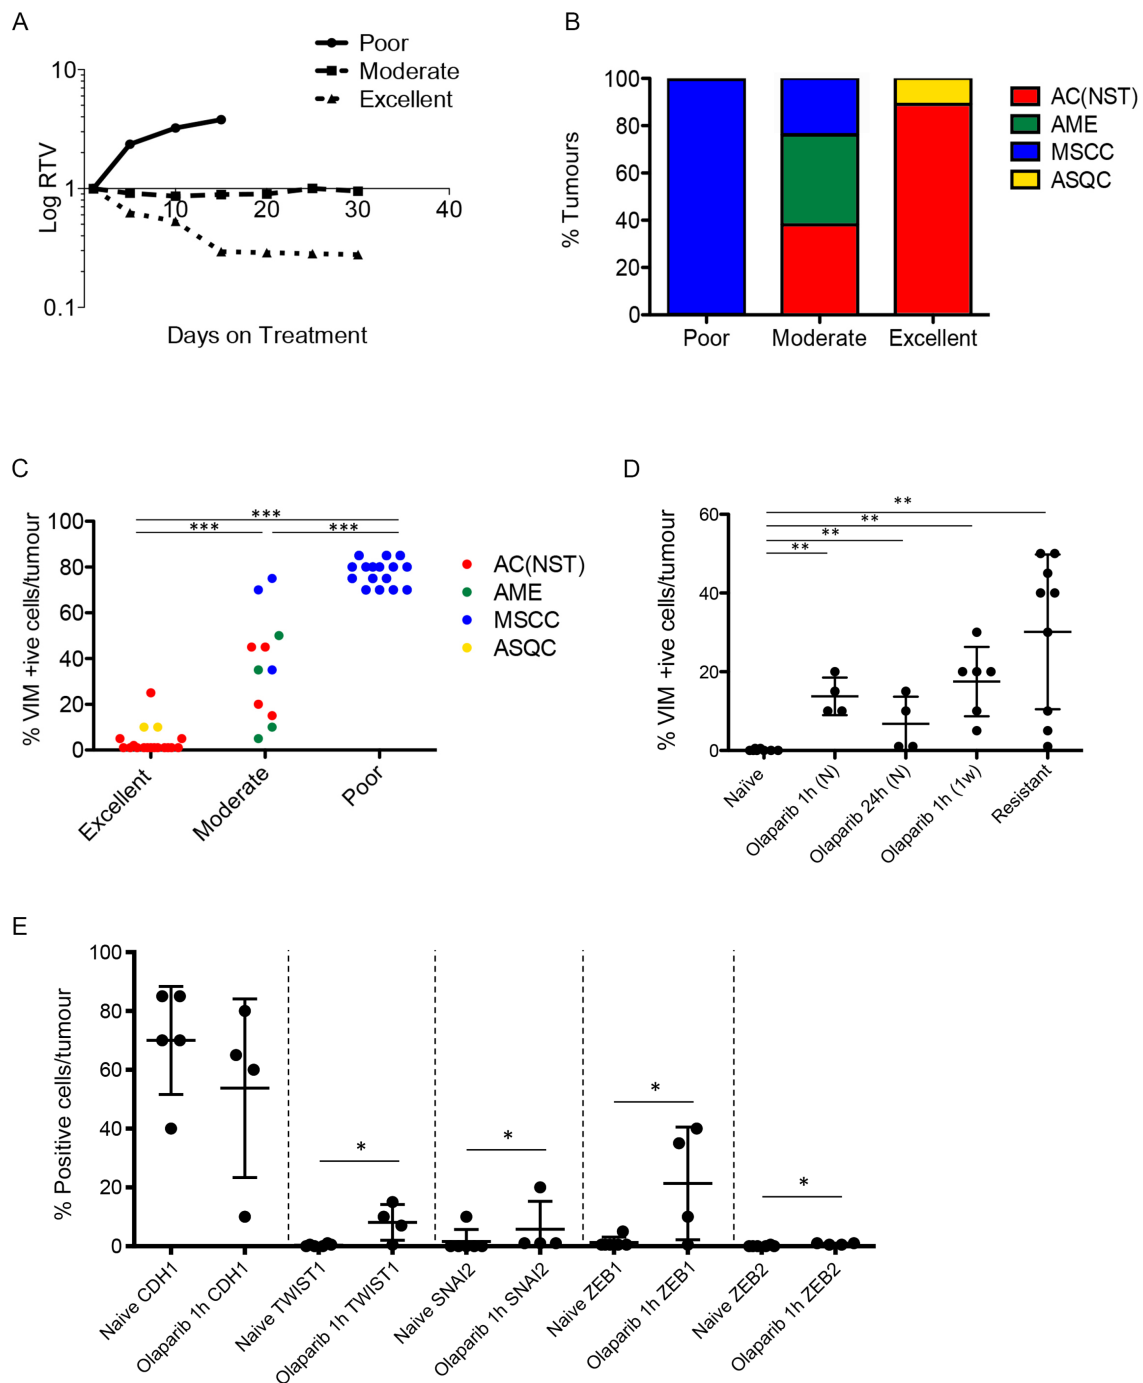 A
Poor
Moderate
Excellent
10
1
0.1
10
20
30
40
Log RTV
Days on Treatment
B
100
80
60
40
20
0
% Tumours
Poor
Moderate
Excellent
AC(NST)
AME
MSCC
ASQC
C
100
80
60
40
20
0
% VIM +ive cells/tumour
***
***
***
Excellent
Moderate
Poor
AC(NST)
AME
MSCC
ASQC
D
60
40
20
0
% VIM +ive cells/tumour
**
**
**
**
Naïve
Olaparib 1h (N)
Olaparib 24h (N)
Olaparib 1h (1w)
Resistant
E
100
80
60
40
20
0
% Positive cells/tumour
*
*
*
*
Naive CDH1
Olaparib 1h CDH1
Naive TWIST1
Olaparib 1h TWIST1
Naive SNAI2
Olaparib 1h SNAI2
Naive ZEB1
Olaparib 1h ZEB1
Naive ZEB2
Olaparib 1h ZEB2